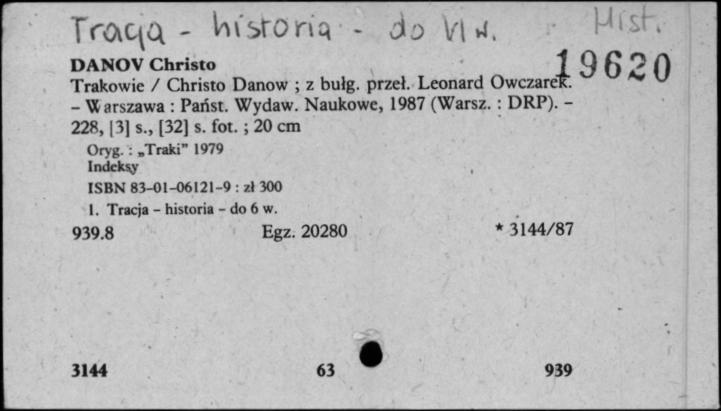 Tracja - historia - do VI w. Hist.
19620
DANOV Christo
Trakowie / Christo Danow ; z bułg. przeł. Leonard Owczarek.
– Warszawa : Państ. Wydaw. Naukowe, 1987 (Warsz. : DRP). –
228, [3] s., [32] s. fot. ; 20 cm
Oryg. : „Traki” 1979
Indeksy
ISBN 83-01-06121-9 : zł 300
1. Tracja – historia – do 6 w.
939.8 Egz. 20280 * 3144/87
3144 63 939